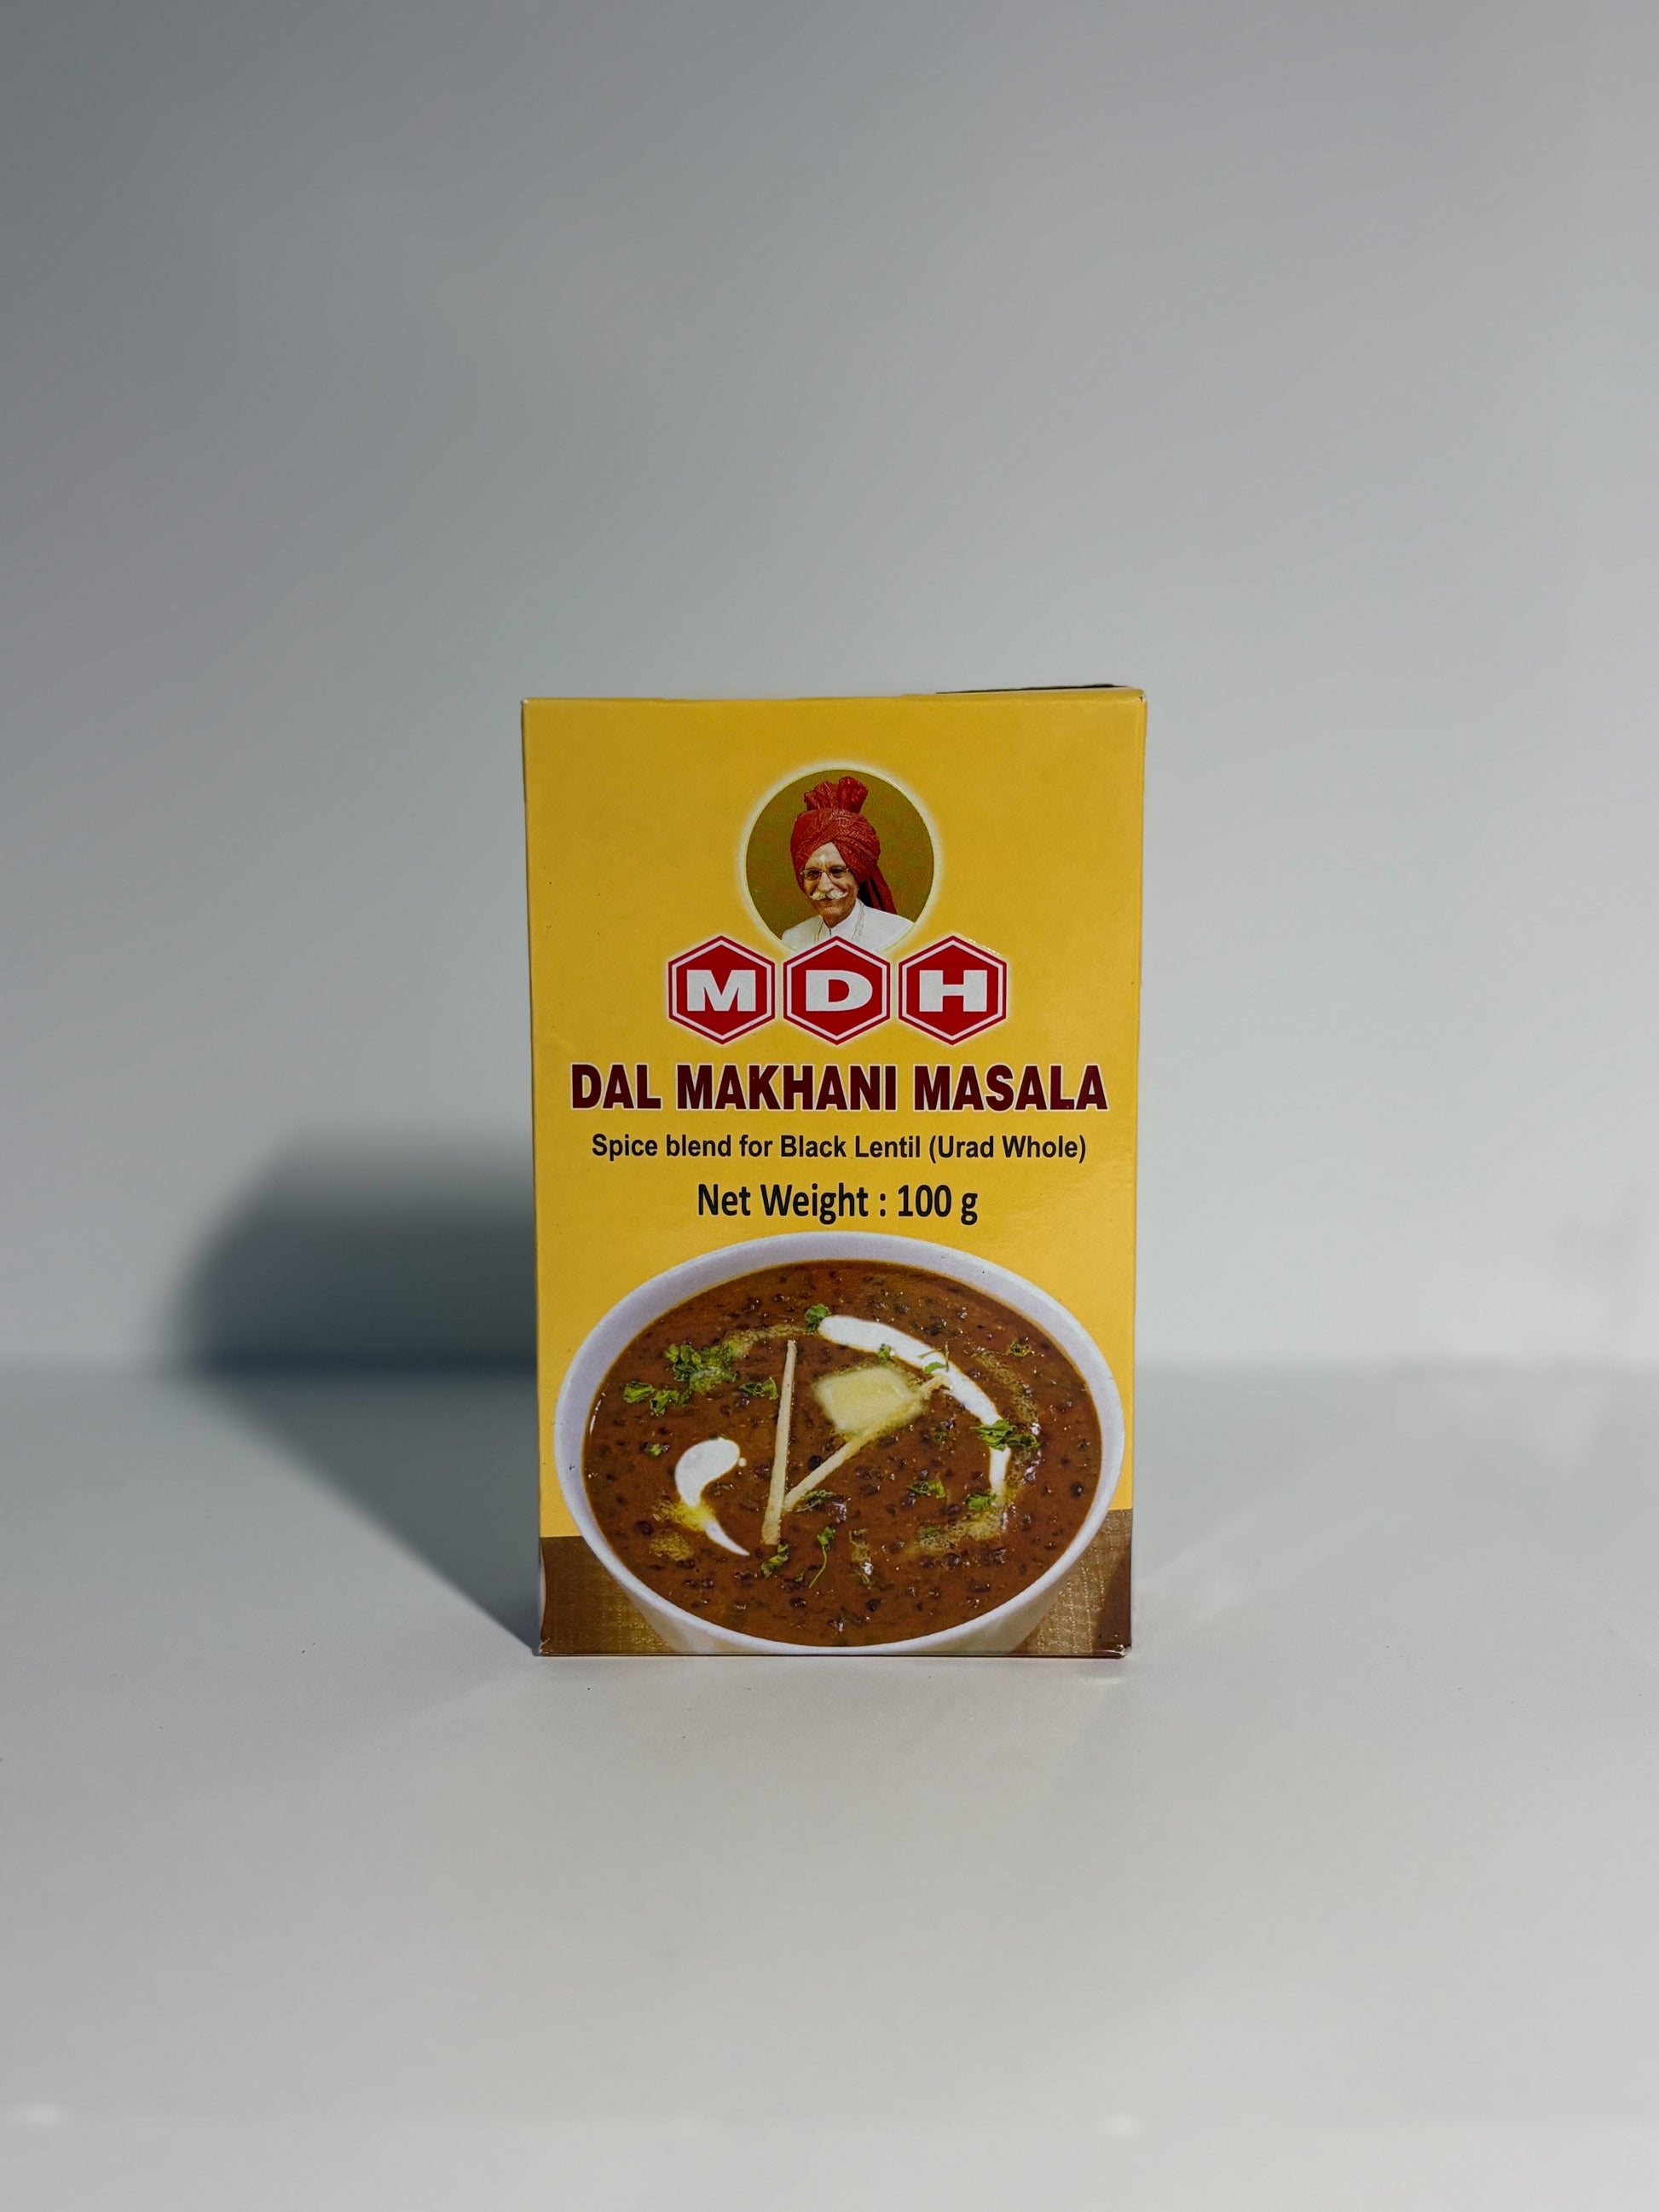 MDH
DAL MAKHANI MASALA
Spice blend for Black Lentil (Urad Whole)
Net Weight : 100 g